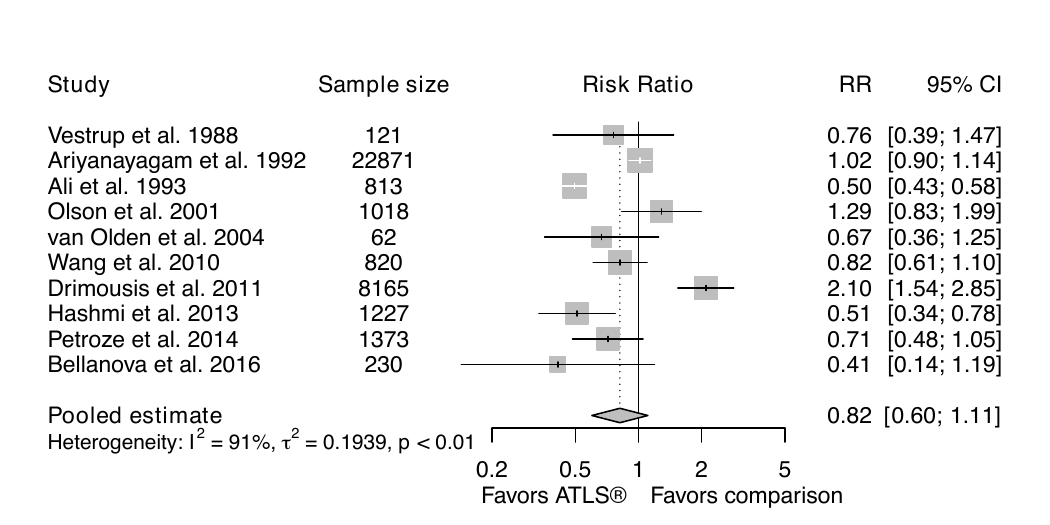 Study Sample size Risk Ratio RR 95% CI
Vestrup et al. 1988 121 0.76 [0.39; 1.47]
Ariyanayagam et al. 1992 22871 1.02 [0.90; 1.14]
Ali et al. 1993 813 0.50 [0.43; 0.58]
Olson et al. 2001 1018 1.29 [0.83; 1.99]
van Olden et al. 2004 62 0.67 [0.36; 1.25]
Wang et al. 2010 820 0.82 [0.61; 1.10]
Drimousis et al. 2011 8165 2.10 [1.54; 2.85]
Hashmi et al. 2013 1227 0.51 [0.34; 0.78]
Petroze et al. 2014 1373 0.71 [0.48; 1.05]
Bellanova et al. 2016 230 0.41 [0.14; 1.19]
Pooled estimate 0.82 [0.60; 1.11]
Heterogeneity: I² = 91%, τ² = 0.1939, p < 0.01
0.2 0.5 1 2 5
Favors ATLS® Favors comparison